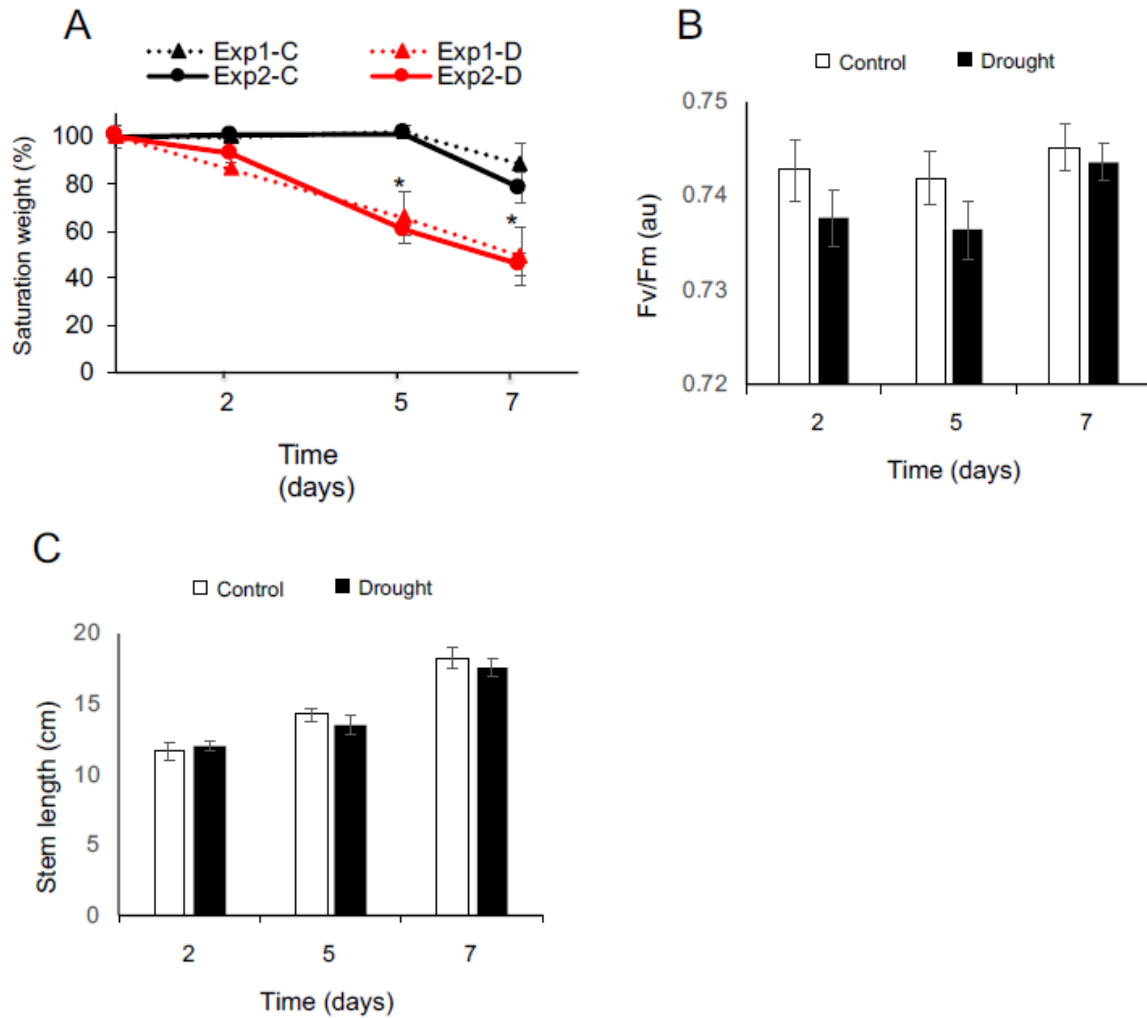 A
Exp1-C
Exp1-D
Exp2-C
Exp2-D
Saturation weight (%)
100
80
60
40
20
0
*
*
2
5
7
Time
(days)
B
Control
Drought
Fv/Fm (au)
0.75
0.74
0.73
0.72
2
5
7
Time (days)
C
Control
Drought
Stem length (cm)
20
15
10
5
0
2
5
7
Time (days)